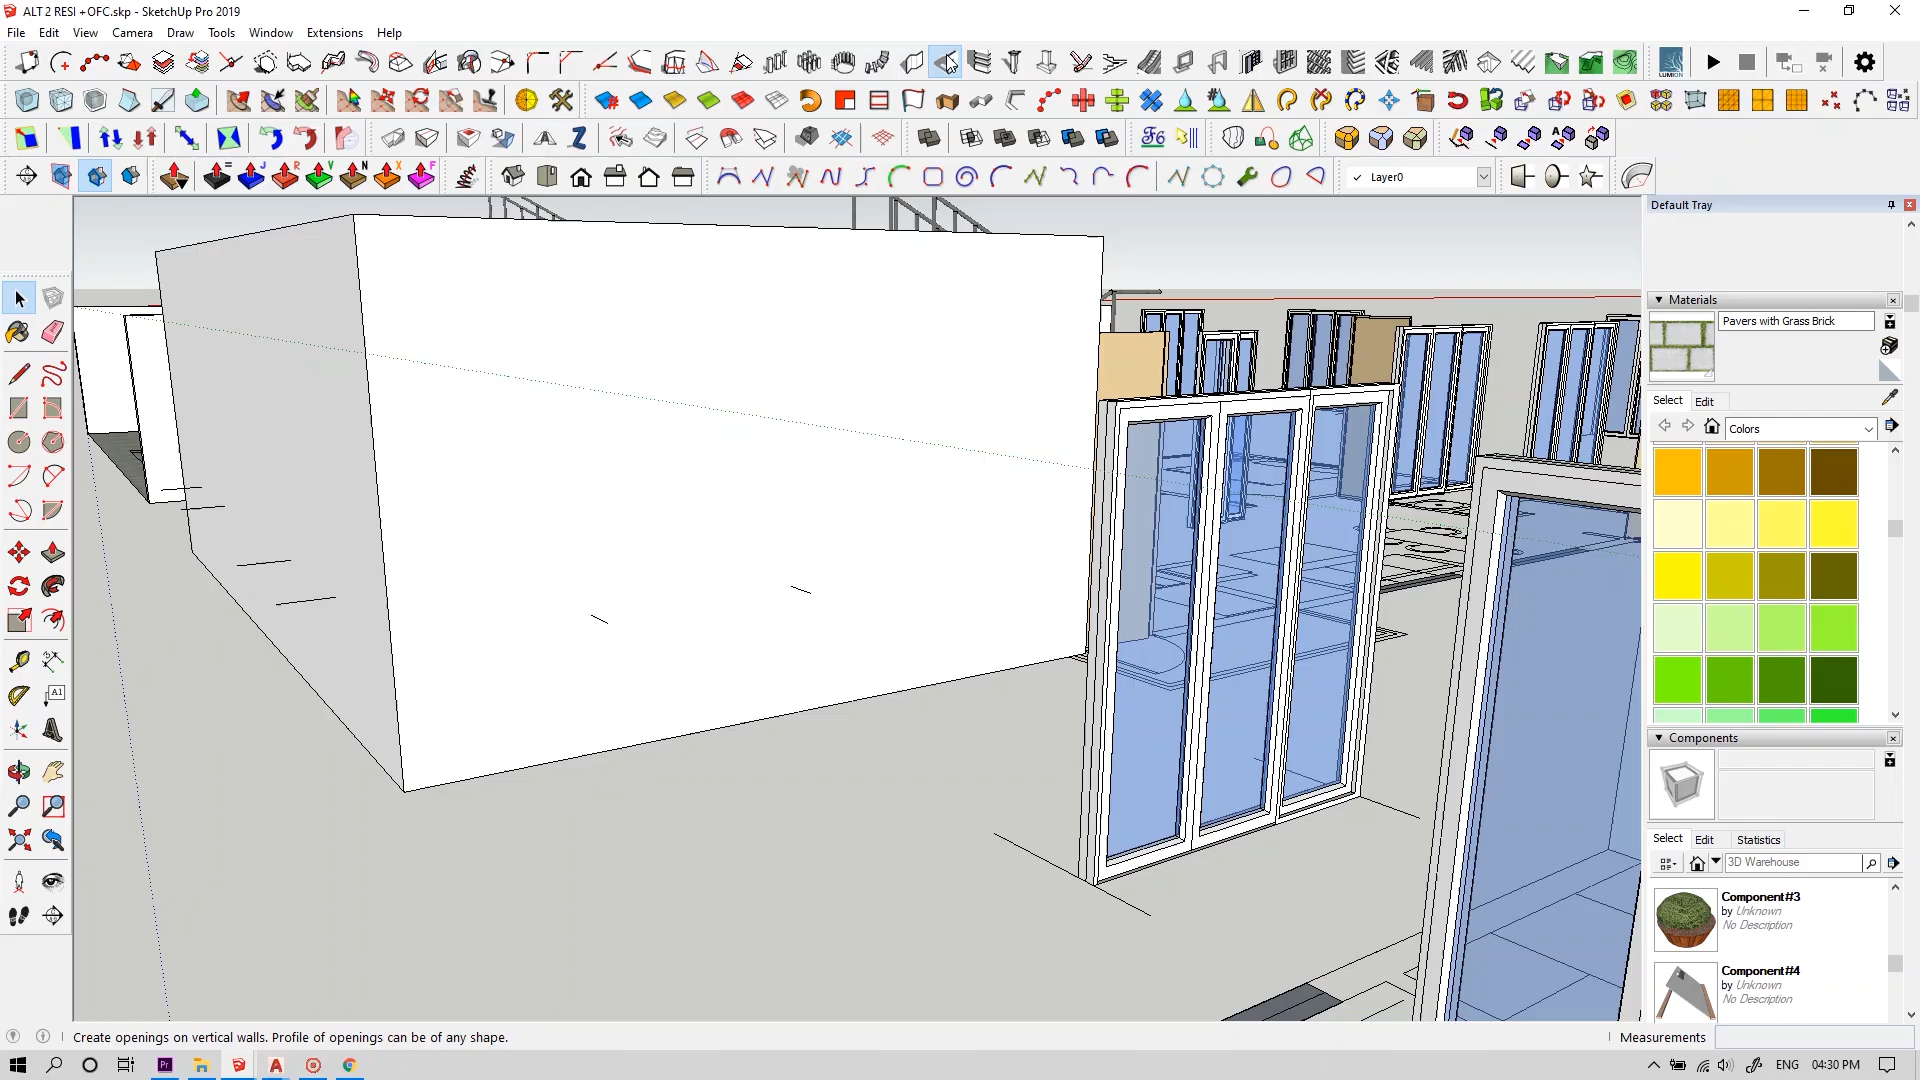 ALT 2 RESI +OFC.skp - SketchUp Pro 2019
File Edit View Camera Draw Tools Window Extensions Help
LUMION
= J R V N X F
Layer0
Default Tray
Materials
Pavers with Grass Brick
Select Edit
Colors
A1
Components
Select Edit Statistics
3D Warehouse
Component#3
by Unknown
No Description
Component#4
by Unknown
No Description
Create openings on vertical walls. Profile of openings can be of any shape.
Measurements
Pr
ENG 04:30 PM